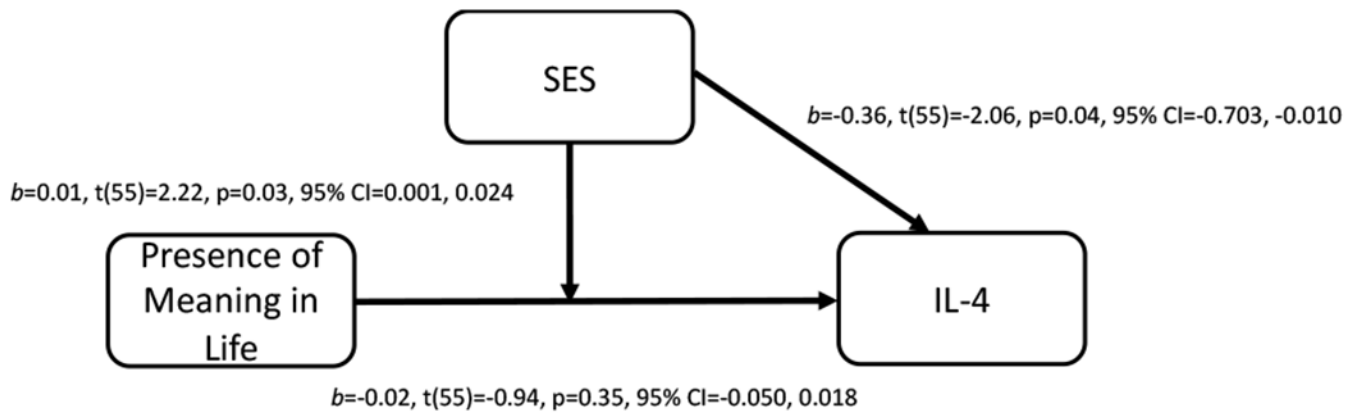 SES
b=-0.36, t(55)=-2.06, p=0.04, 95% CI=-0.703, -0.010
b=0.01, t(55)=2.22, p=0.03, 95% CI=0.001, 0.024
Presence of
Meaning in
Life
IL-4
b=-0.02, t(55)=-0.94, p=0.35, 95% CI=-0.050, 0.018